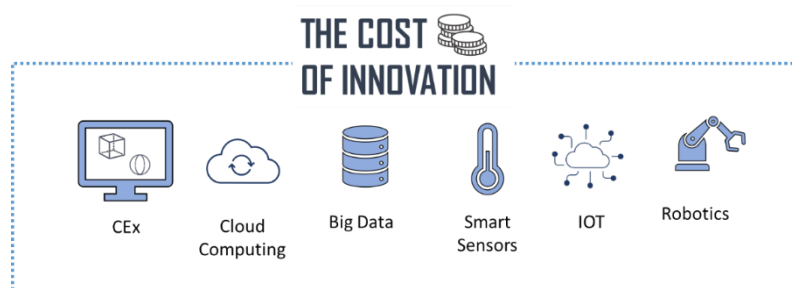 THE COST
OF INNOVATION
CEx
Cloud
Computing
Big Data
Smart
Sensors
IOT
Robotics